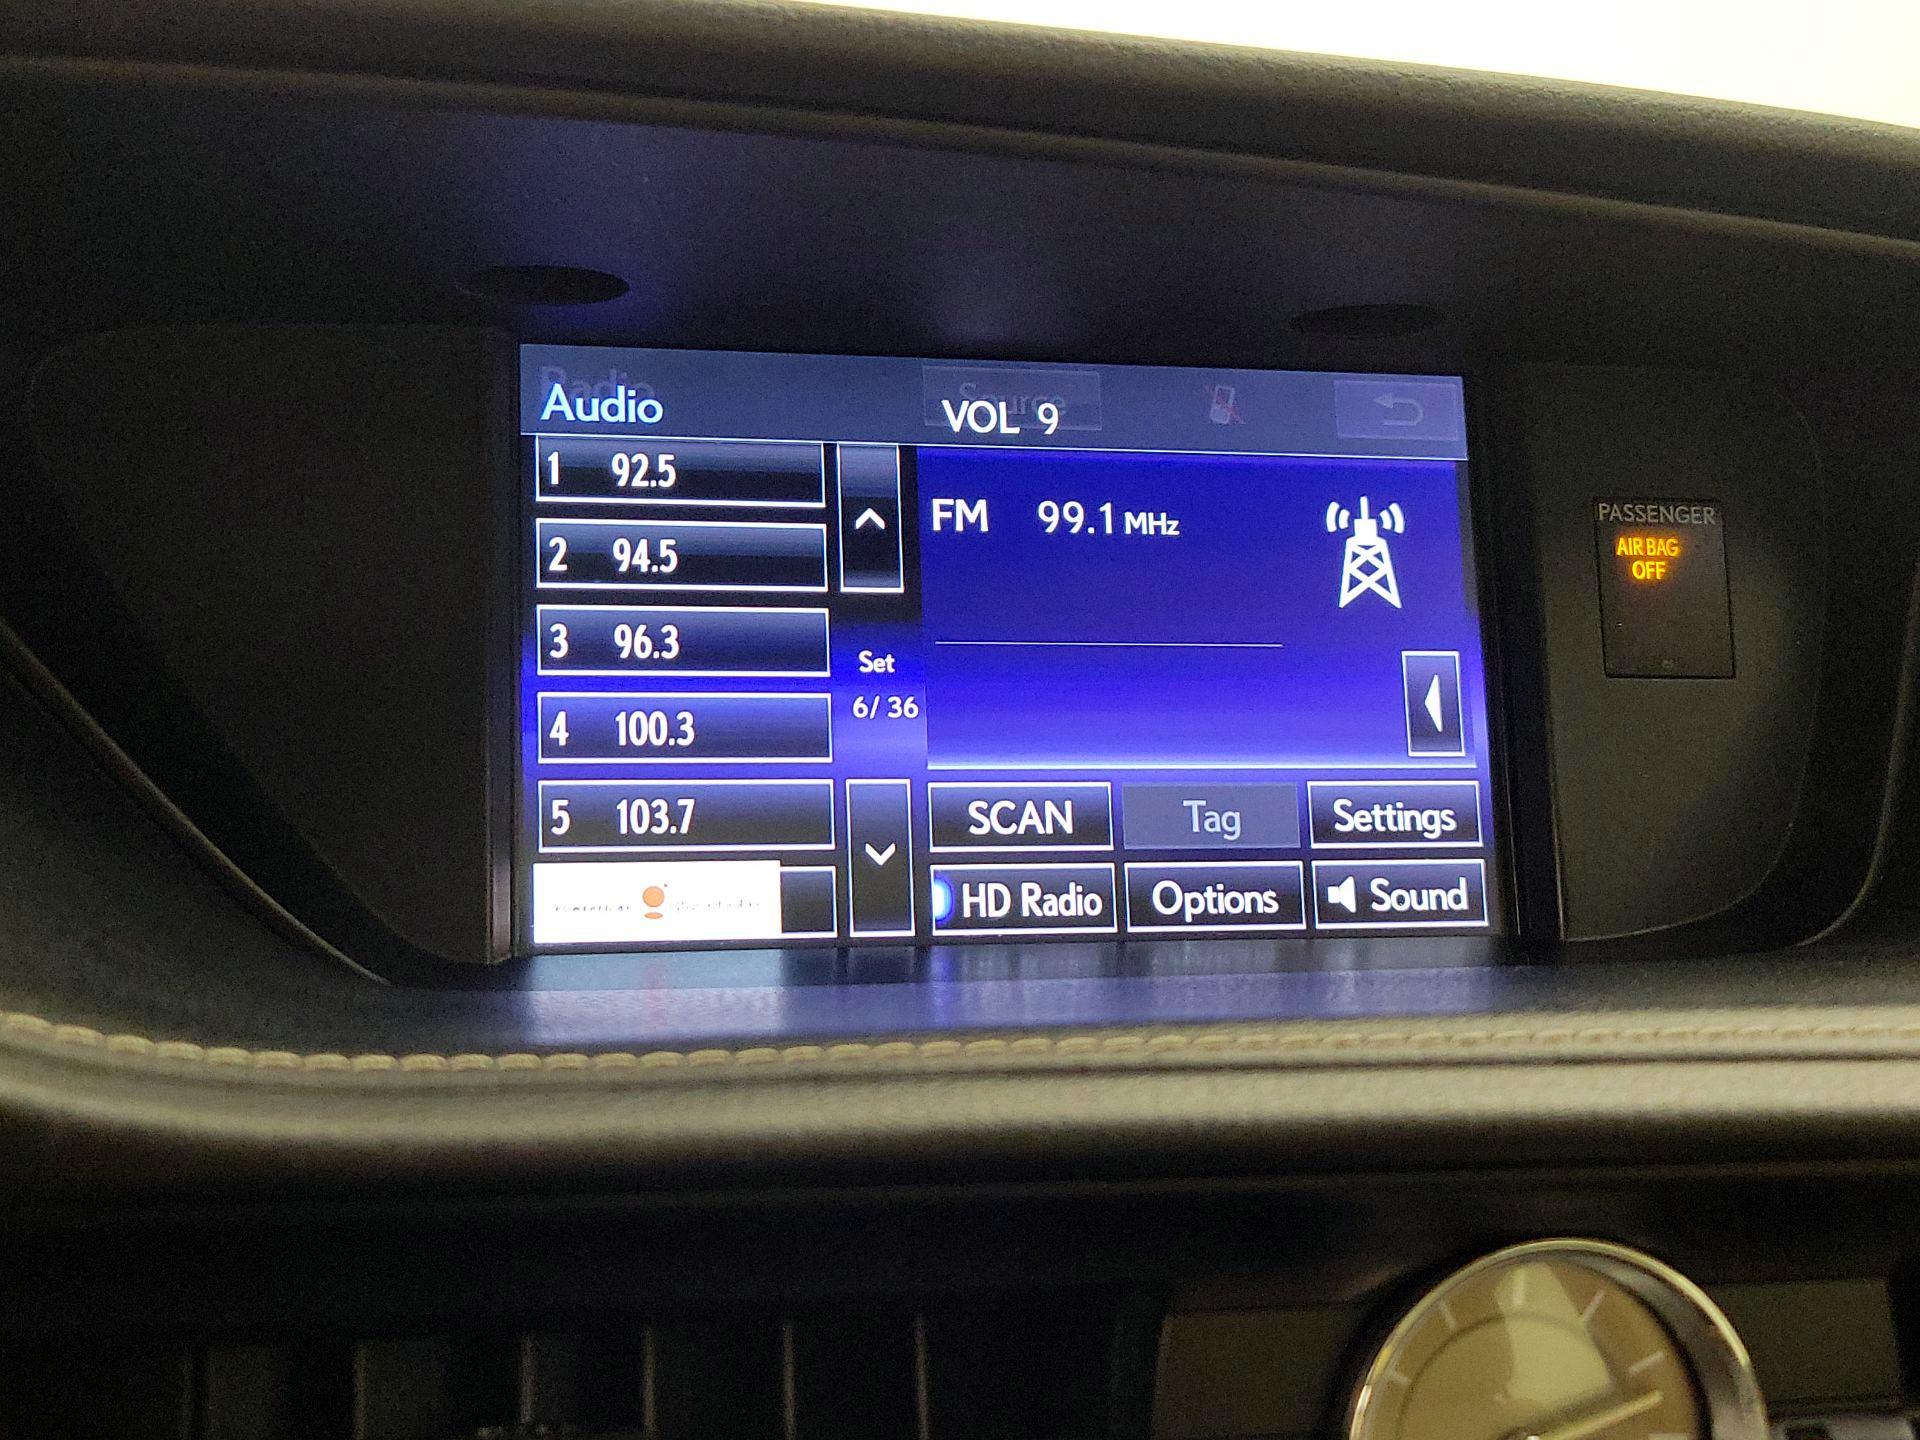 Audio
VOL 9
Source
1 92.5
2 94.5
3 96.3
4 100.3
5 103.7
Set
6/ 36
FM 99.1 MHz
SCAN
Tag
Settings
HD Radio
Options
Sound
PASSENGER
AIR BAG
OFF